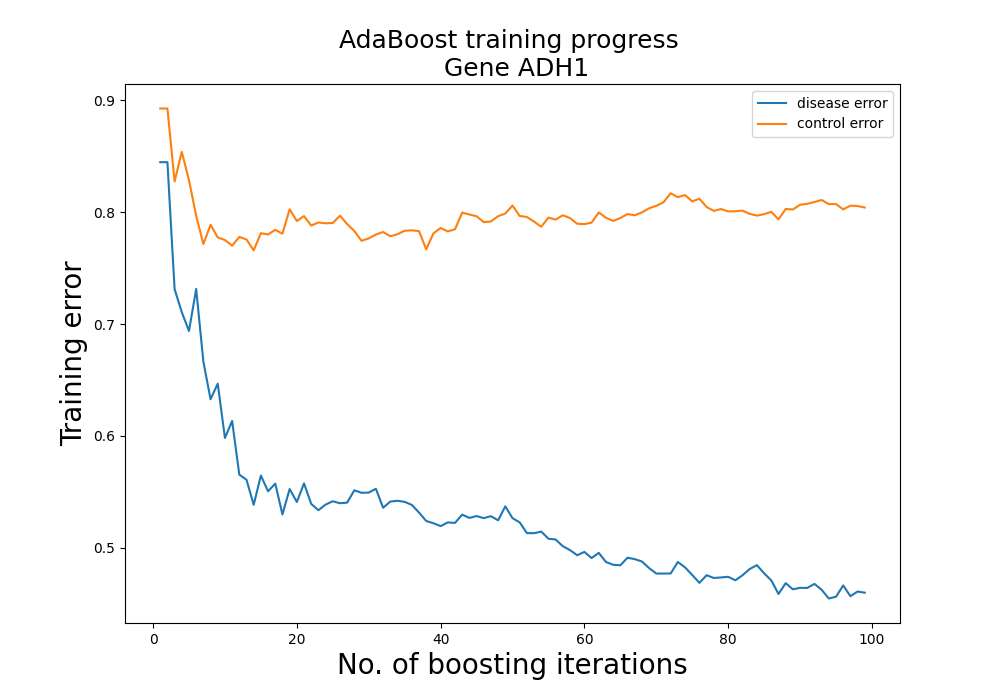 AdaBoost training progress
Gene ADH1
disease error
control error
Training error
0.9
0.8
0.7
0.6
0.5
0 20 40 60 80 100
No. of boosting iterations